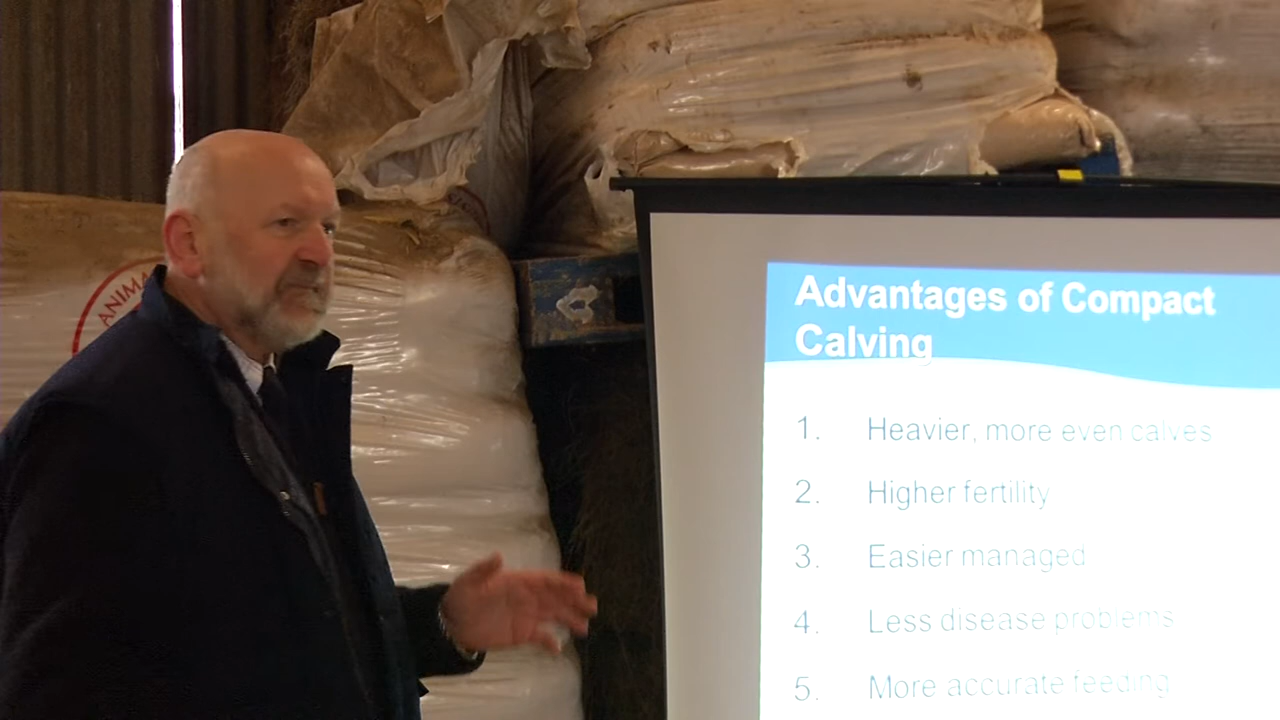 ANIMA
Advantages of Compact
Calving
1. Heavier, more even calves
2. Higher fertility
3. Easier managed
4. Less disease problems
5. More accurate feeding